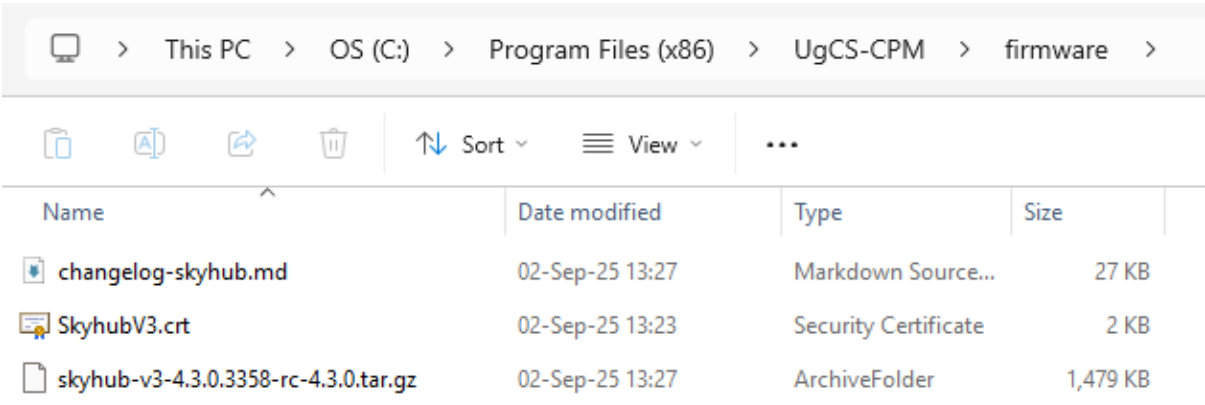 This PC > OS (C:) > Program Files (x86) > UgCS-CPM > firmware >
Sort View ...
Name Date modified Type Size
changelog-skyhub.md 02-Sep-25 13:27 Markdown Source... 27 KB
SkyhubV3.crt 02-Sep-25 13:23 Security Certificate 2 KB
skyhub-v3-4.3.0.3358-rc-4.3.0.tar.gz 02-Sep-25 13:27 ArchiveFolder 1,479 KB